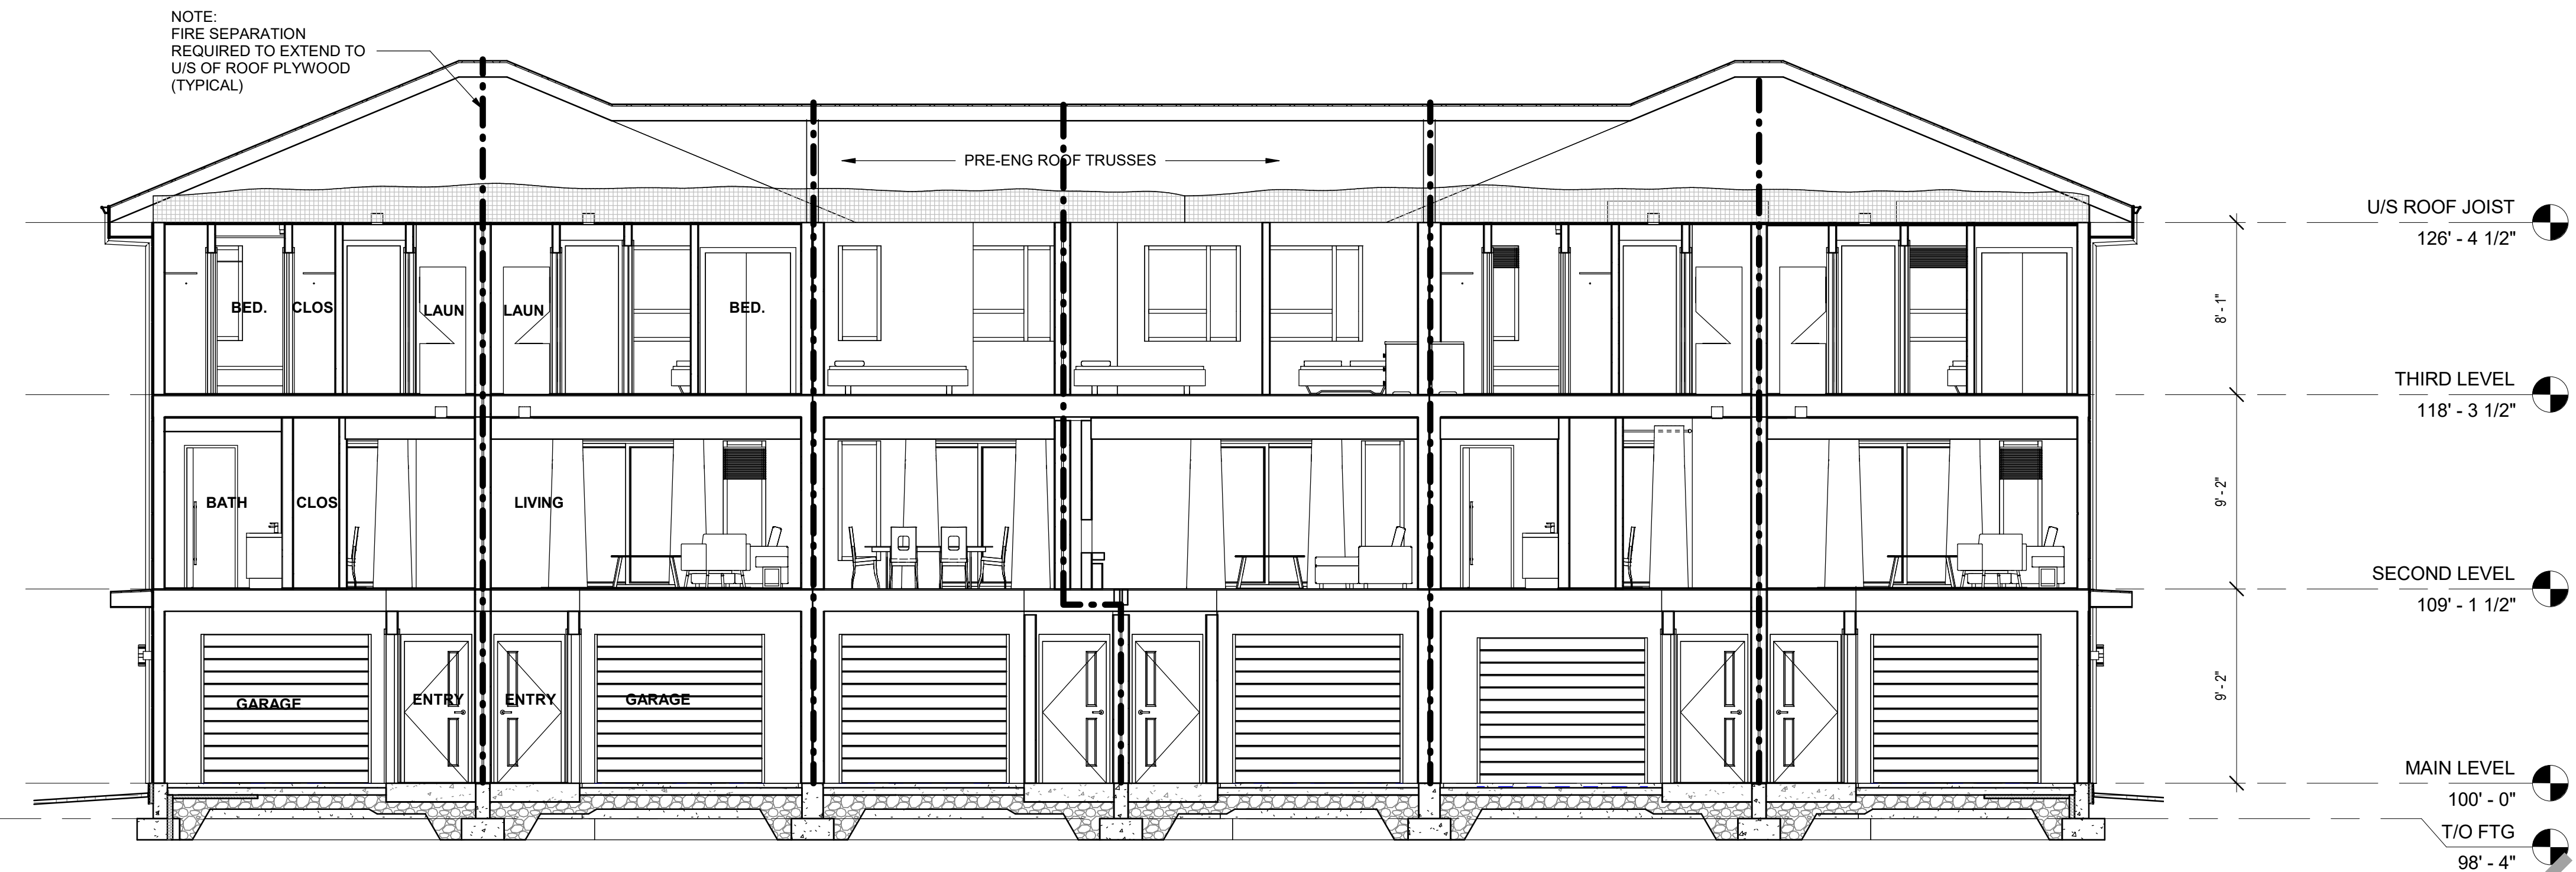 NOTE:
FIRE SEPARATION
REQUIRED TO EXTEND TO
U/S OF ROOF PLYWOOD
(TYPICAL)
PRE-ENG ROOF TRUSSES
U/S ROOF JOIST
126' - 4 1/2"
8' - 1"
BED.
CLOS
LAUN
LAUN
BED.
THIRD LEVEL
118' - 3 1/2"
9' - 2"
BATH
CLOS
LIVING
SECOND LEVEL
109' - 1 1/2"
9' - 2"
GARAGE
ENTRY
ENTRY
GARAGE
MAIN LEVEL
100' - 0"
T/O FTG
98' - 4"